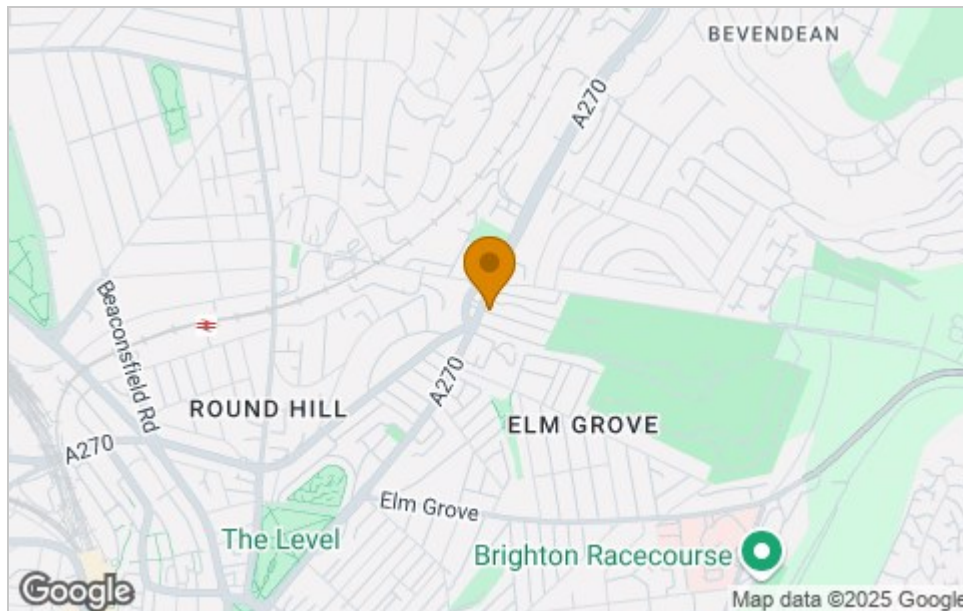 BEVENDEAN
A270
Beaconsfield Rd
A270
ROUND HILL
ELM GROVE
A270
Elm Grove
The Level
Brighton Racecourse
Google
Map data ©2025 Google